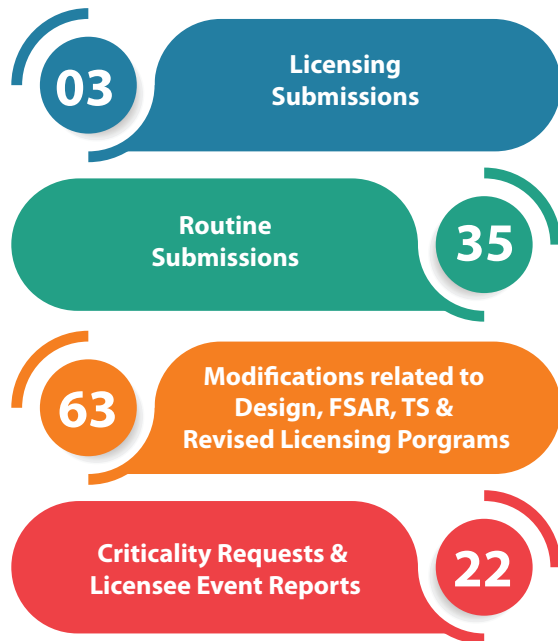 03
Licensing
Submissions
Routine
Submissions
35
63
Modifications related to
Design, FSAR, TS &
Revised Licensing Porgrams
Criticality Requests &
Licensee Event Reports
22